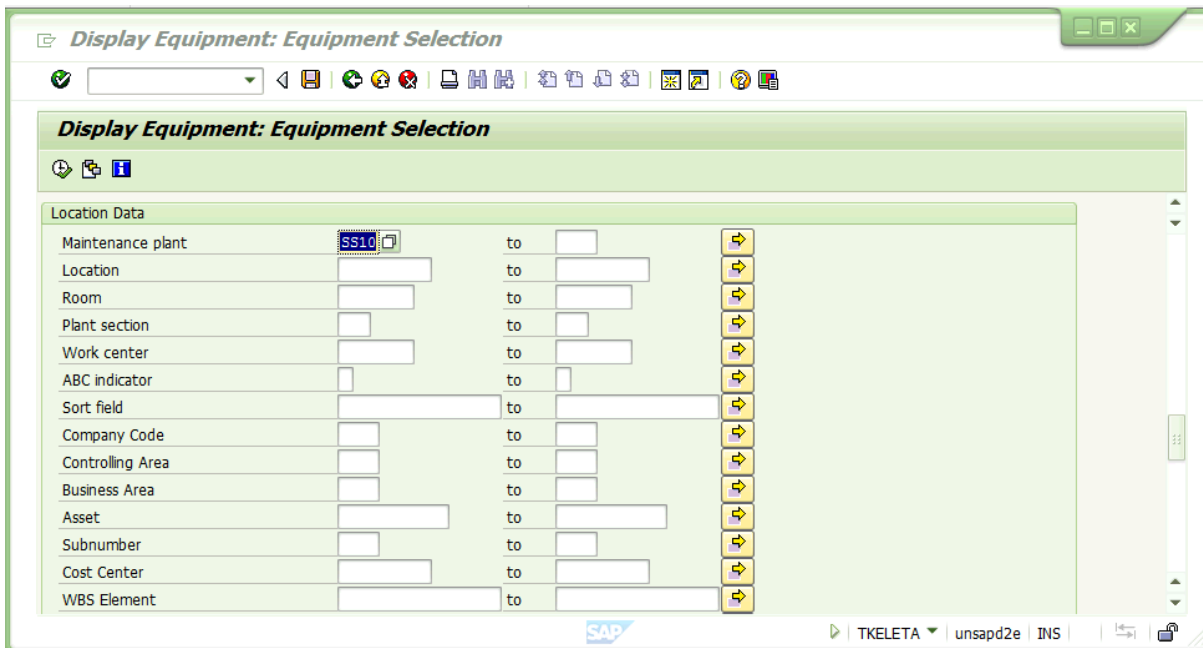 Display Equipment: Equipment Selection
Display Equipment: Equipment Selection
Location Data
Maintenance plant SS10 to
Location to
Room to
Plant section to
Work center to
ABC indicator to
Sort field to
Company Code to
Controlling Area to
Business Area to
Asset to
Subnumber to
Cost Center to
WBS Element to
SAP TKELETA unsapd2e INS